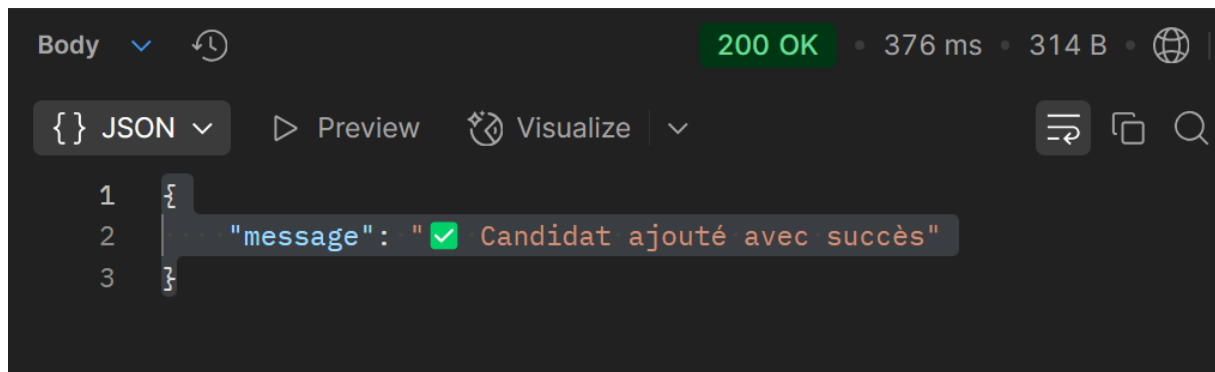 Body 200 OK • 376 ms • 314 B •
{} JSON Preview Visualize
1 {
2 "message": "✅ Candidat ajouté avec succès"
3 }